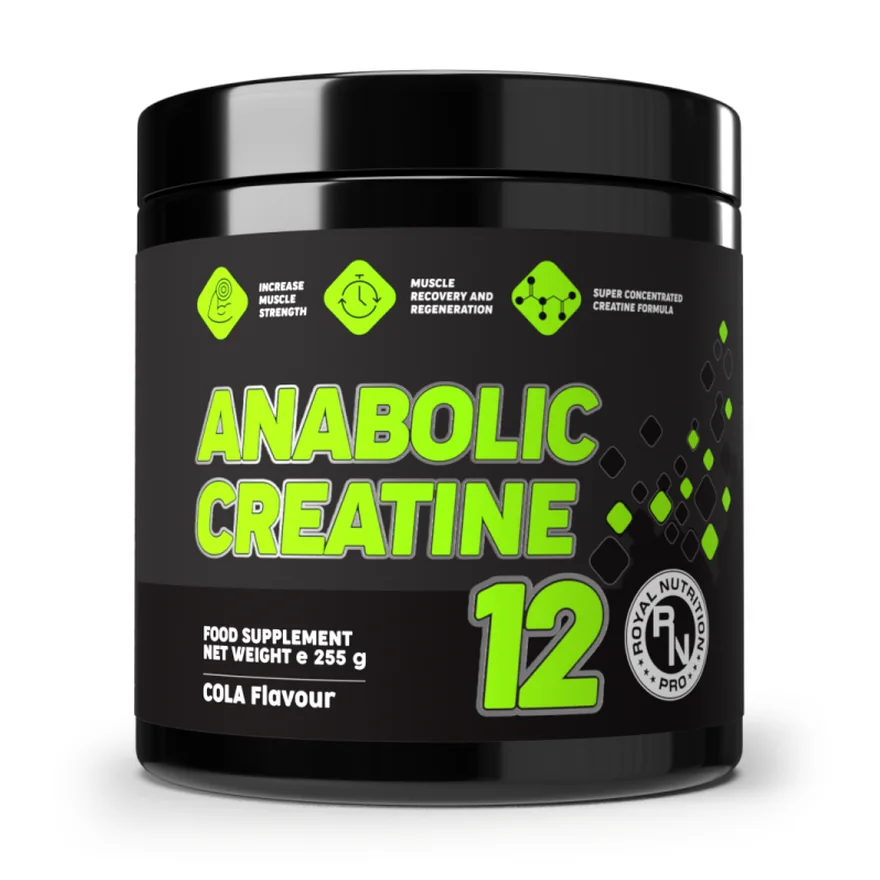 INCREASE
MUSCLE
STRENGTH
MUSCLE
RECOVERY AND
REGENERATION
SUPER CONCENTRATED
CREATINE FORMULA
ANABOLIC
CREATINE
12
FOOD SUPPLEMENT
NET WEIGHT e 255 g
COLA Flavour
ROYAL NUTRITION
RN
PRO